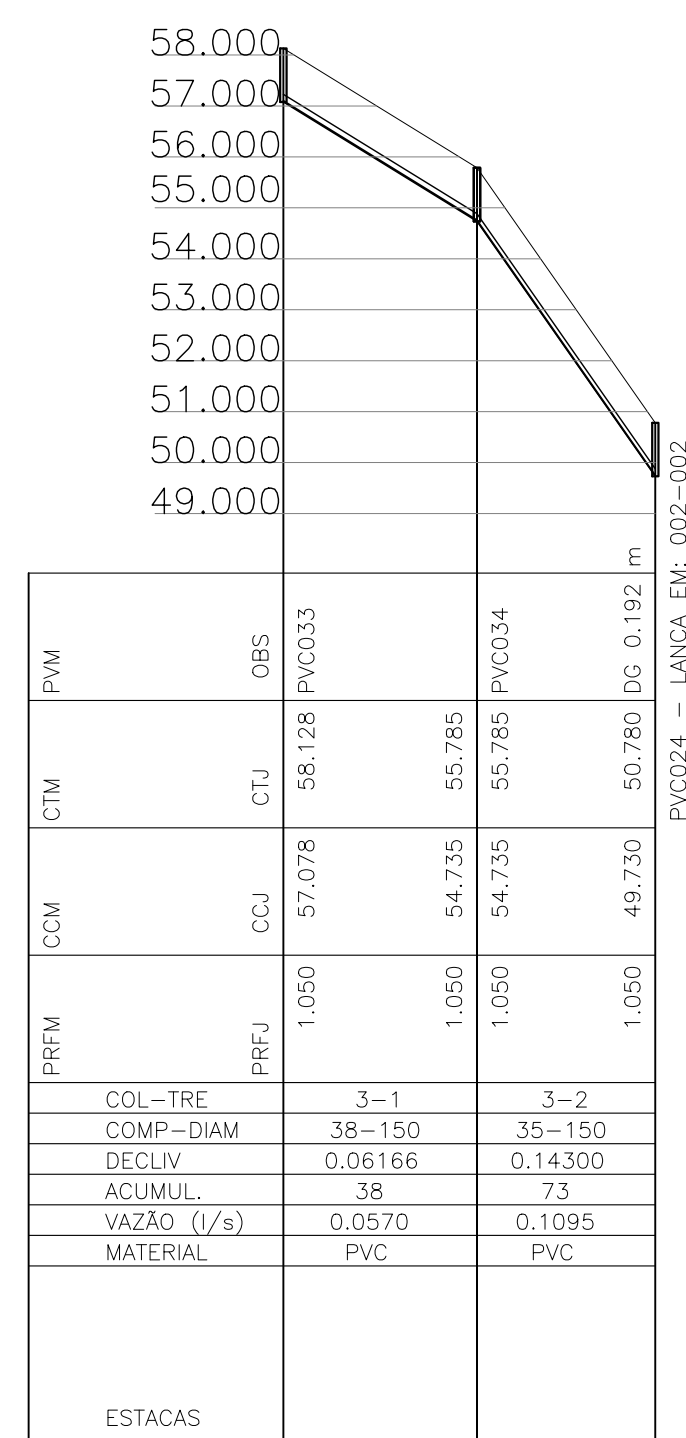 58.000
57.000
56.000
55.000
54.000
53.000
52.000
51.000
50.000
49.000
PVM OBS PVC033 PVC034 DG 0.192 m
PVC024 - LANCA EM: 002-002
CTM CTJ 58.128 55.785 55.785 50.780
CCM CCJ 57.078 54.735 54.735 49.730
PRFM PRFJ 1.050 1.050 1.050 1.050
COL-TRE 3-1 3-2
COMP-DIAM 38-150 35-150
DECLIV 0.06166 0.14300
ACUMUL. 38 73
VAZÃO (l/s) 0.0570 0.1095
MATERIAL PVC PVC
ESTACAS